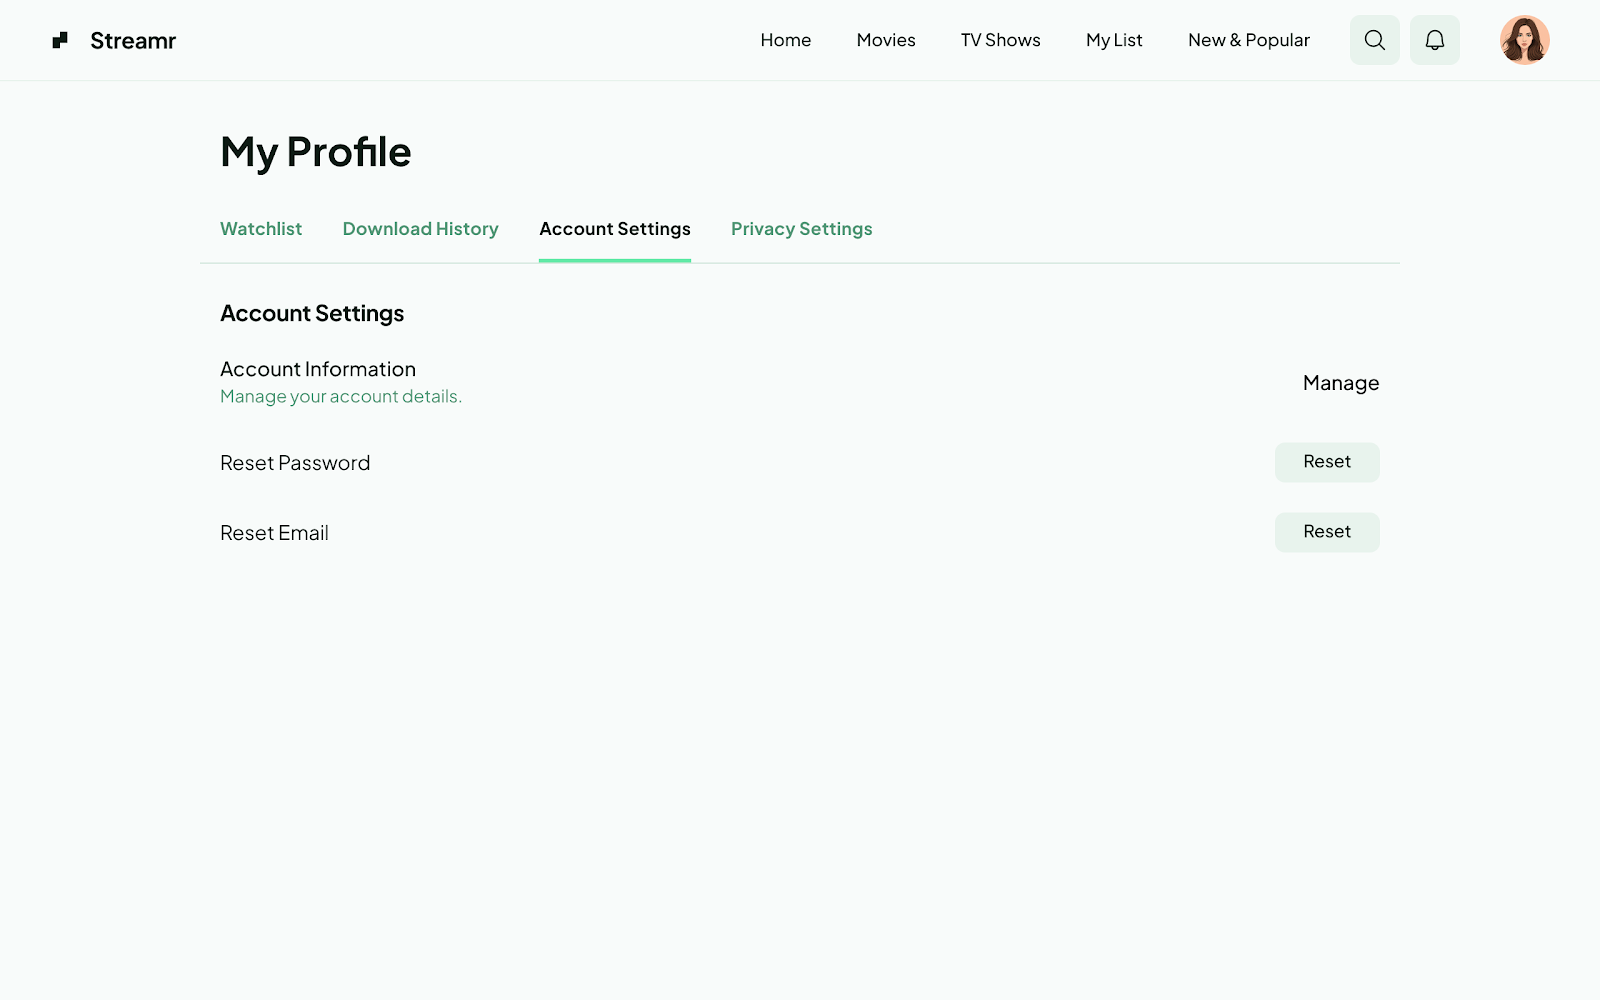 Streamr
Home
Movies
TV Shows
My List
New & Popular
My Profile
Watchlist
Download History
Account Settings
Privacy Settings
Account Settings
Account Information
Manage your account details.
Manage
Reset Password
Reset
Reset Email
Reset